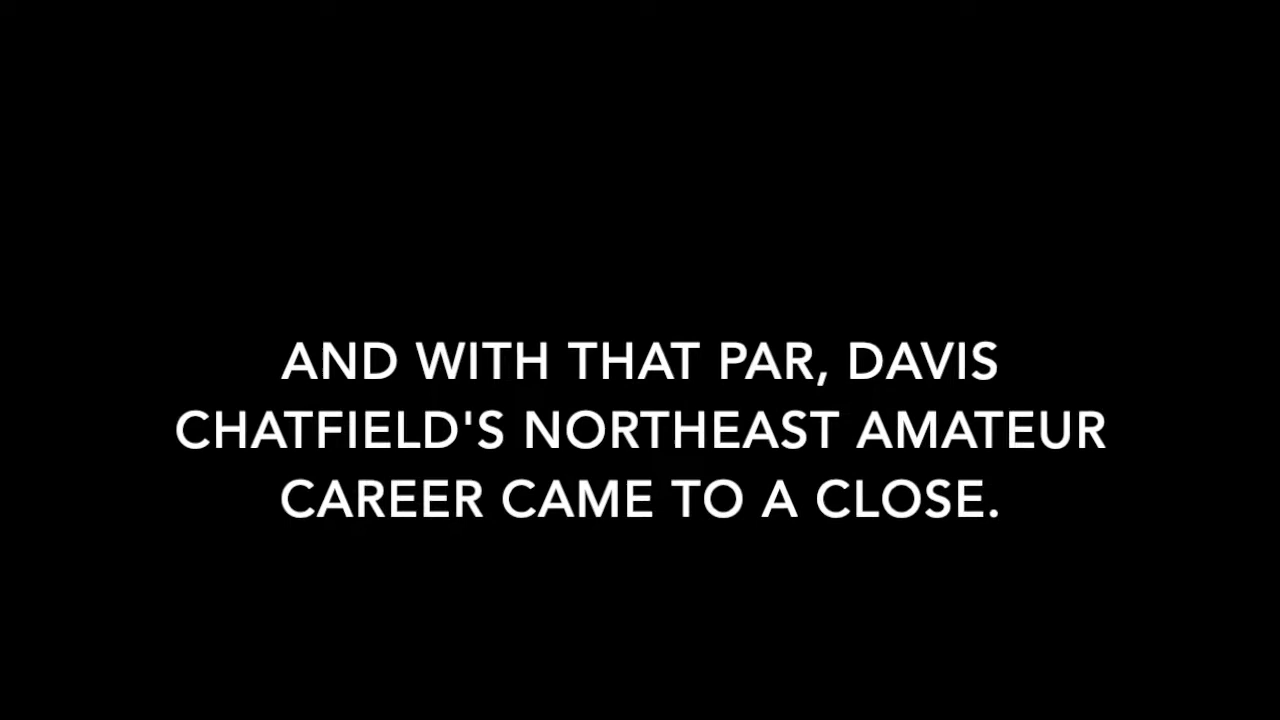 AND WITH THAT PAR, DAVIS
CHATFIELD'S NORTHEAST AMATEUR
CAREER CAME TO A CLOSE.